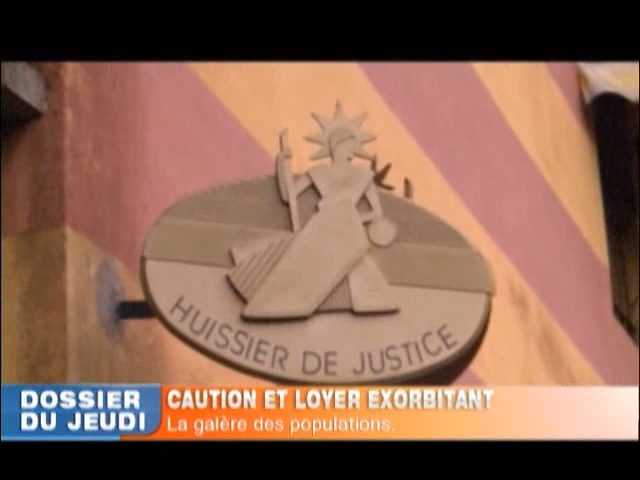 HUISSIER DE JUSTICE
DOSSIER
DU JEUDI
CAUTION ET LOYER EXORBITANT
La galère des populations.